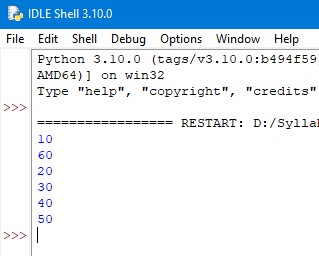 IDLE Shell 3.10.0
File Edit Shell Debug Options Window Help
Python 3.10.0 (tags/v3.10.0:b494f59
AMD64)] on win32
Type "help", "copyright", "credits"
>>>
================= RESTART: D:/Sylla
10
60
20
30
40
50
>>>